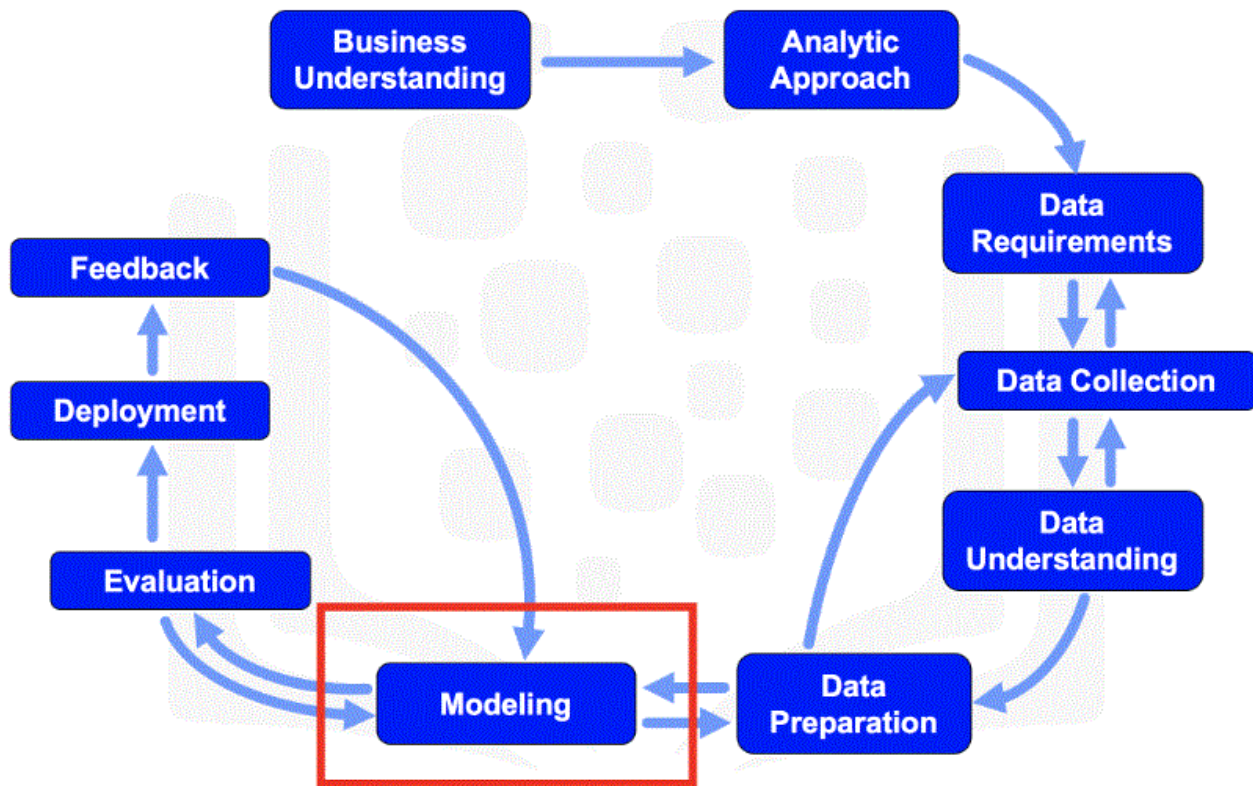 Business
Understanding
Analytic
Approach
Data
Requirements
Data Collection
Data
Understanding
Data
Preparation
Modeling
Evaluation
Deployment
Feedback